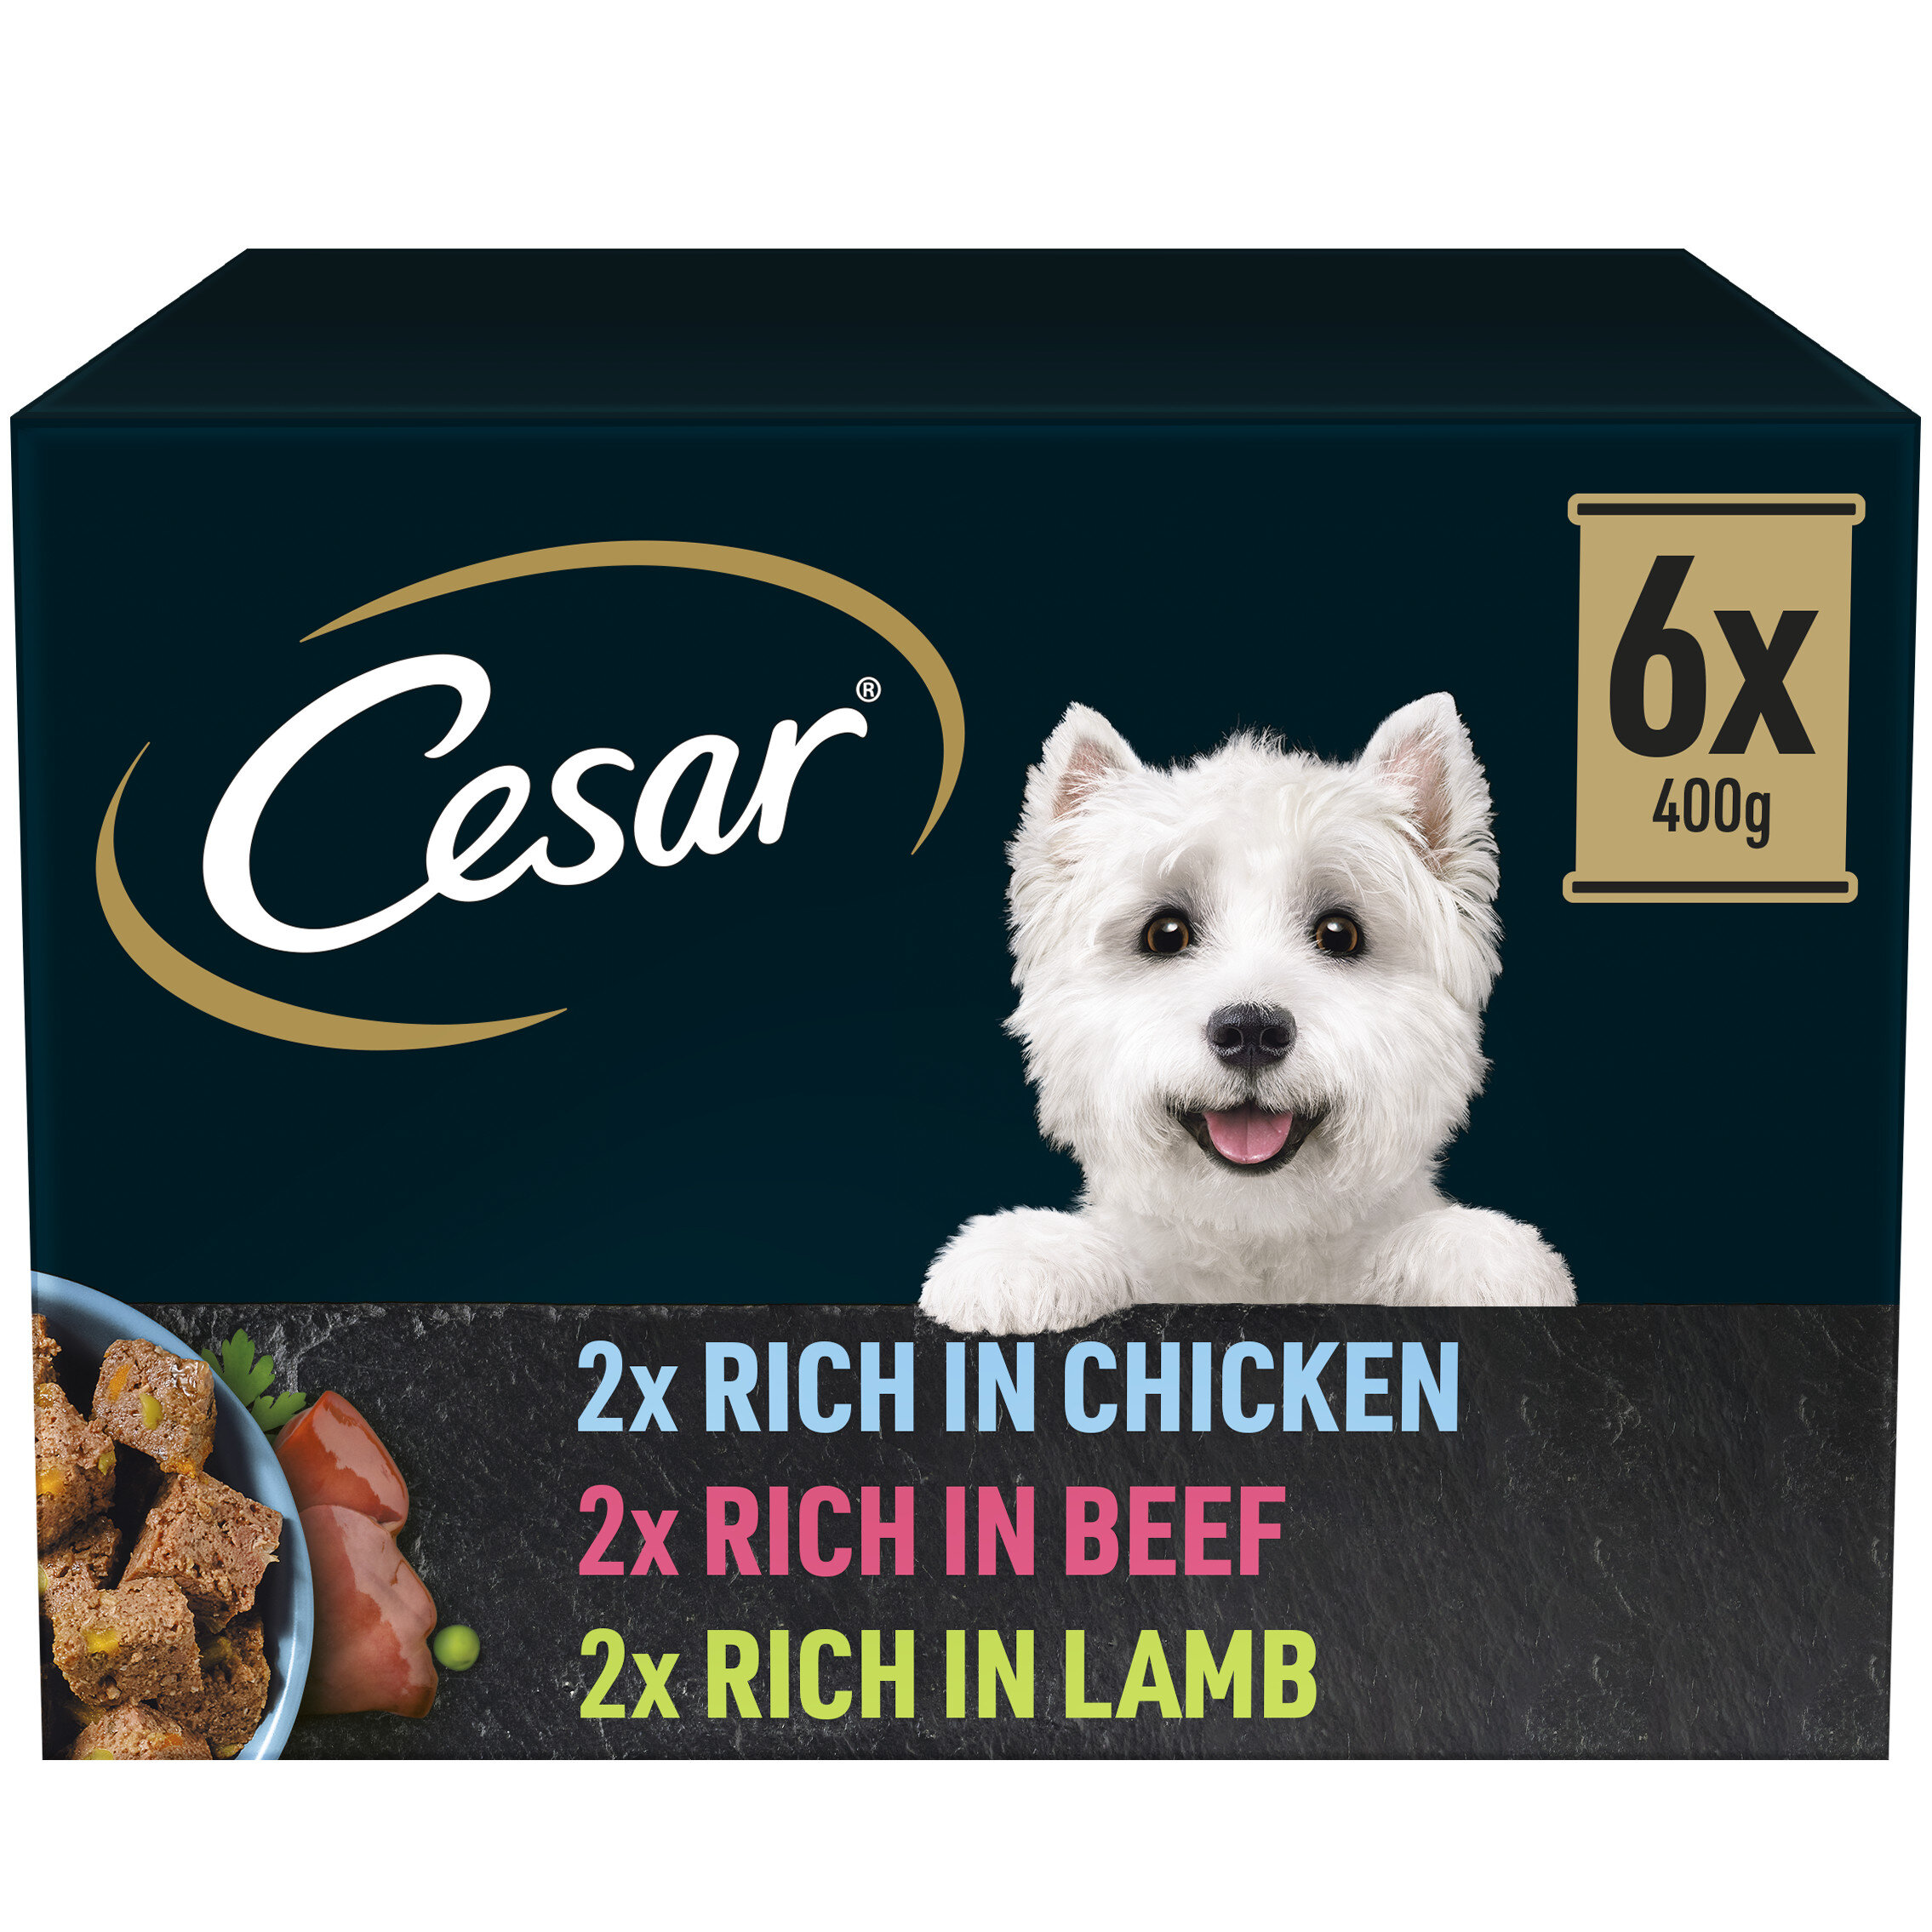 Cesar®
6x
400g
2x RICH IN CHICKEN
2x RICH IN BEEF
2x RICH IN LAMB